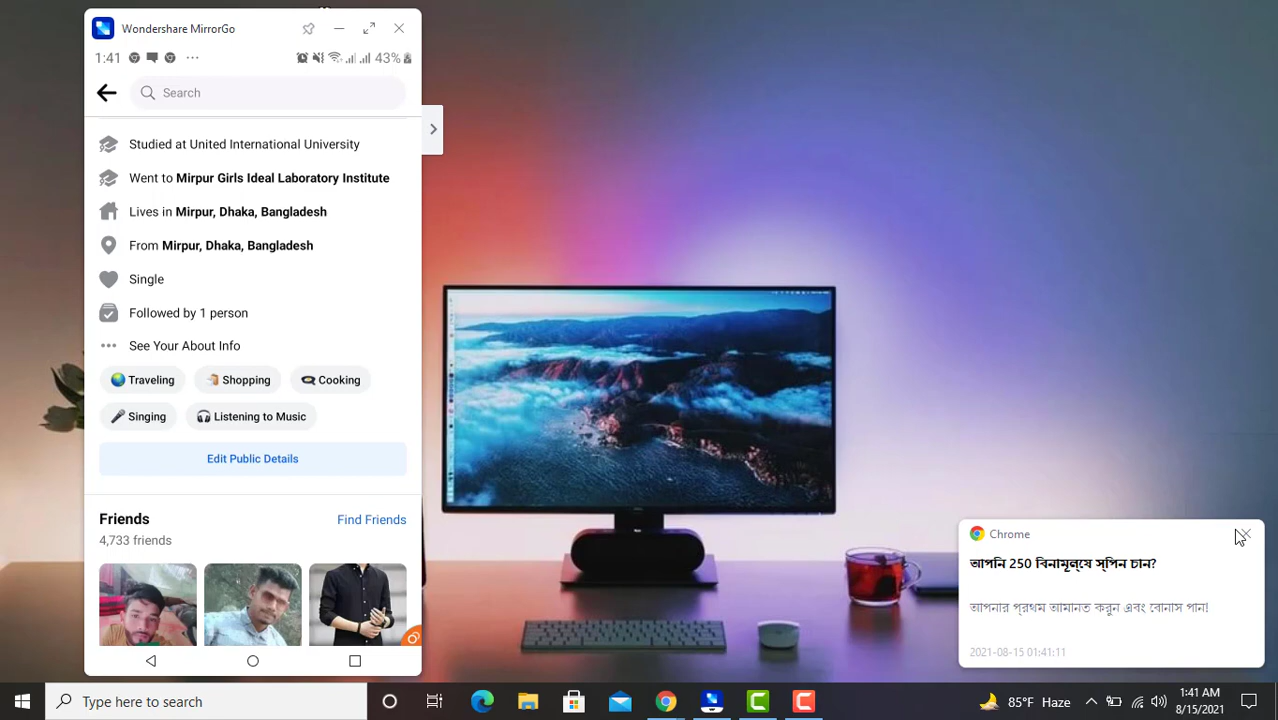 Wondershare MirrorGo
1:41 ... 43%
Search
Studied at United International University
Went to Mirpur Girls Ideal Laboratory Institute
Lives in Mirpur, Dhaka, Bangladesh
From Mirpur, Dhaka, Bangladesh
Single
Followed by 1 person
See Your About Info
Traveling Shopping Cooking
Singing Listening to Music
Edit Public Details
Friends Find Friends
4,733 friends
Chrome
আপনি 250 বিনামূল্যে স্পিন চান?
আপনার প্রথম আমানত করুন এবং বোনাস পান!
2021-08-15 01:41:11
Type here to search
85°F Haze
1:41 AM
8/15/2021